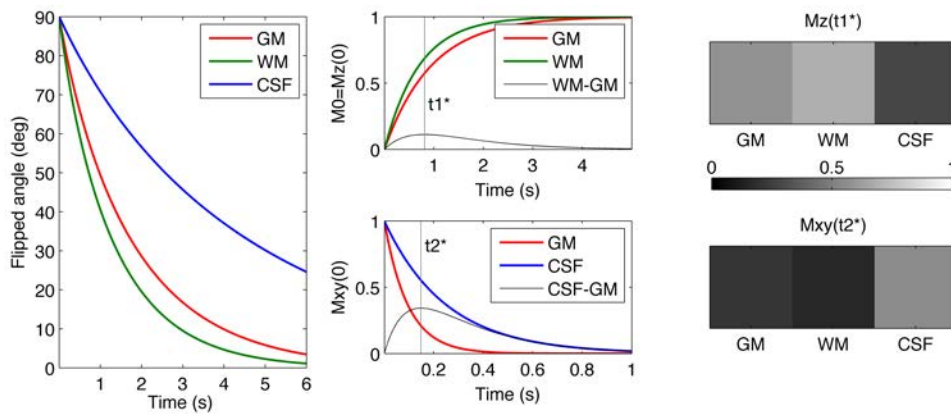 90
80
70
60
50
40
30
20
10
0
Flipped angle (deg)
GM
WM
CSF
1 2 3 4 5 6
Time (s)
1
0.5
0
M0=Mz(0)
GM
WM
WM-GM
t1*
1 2 3 4
Time (s)
1
0.5
0
Mxy(0)
t2*
GM
CSF
CSF-GM
0.2 0.4 0.6 0.8 1
Time (s)
Mz(t1*)
GM WM CSF
0 0.5 1
Mxy(t2*)
GM WM CSF